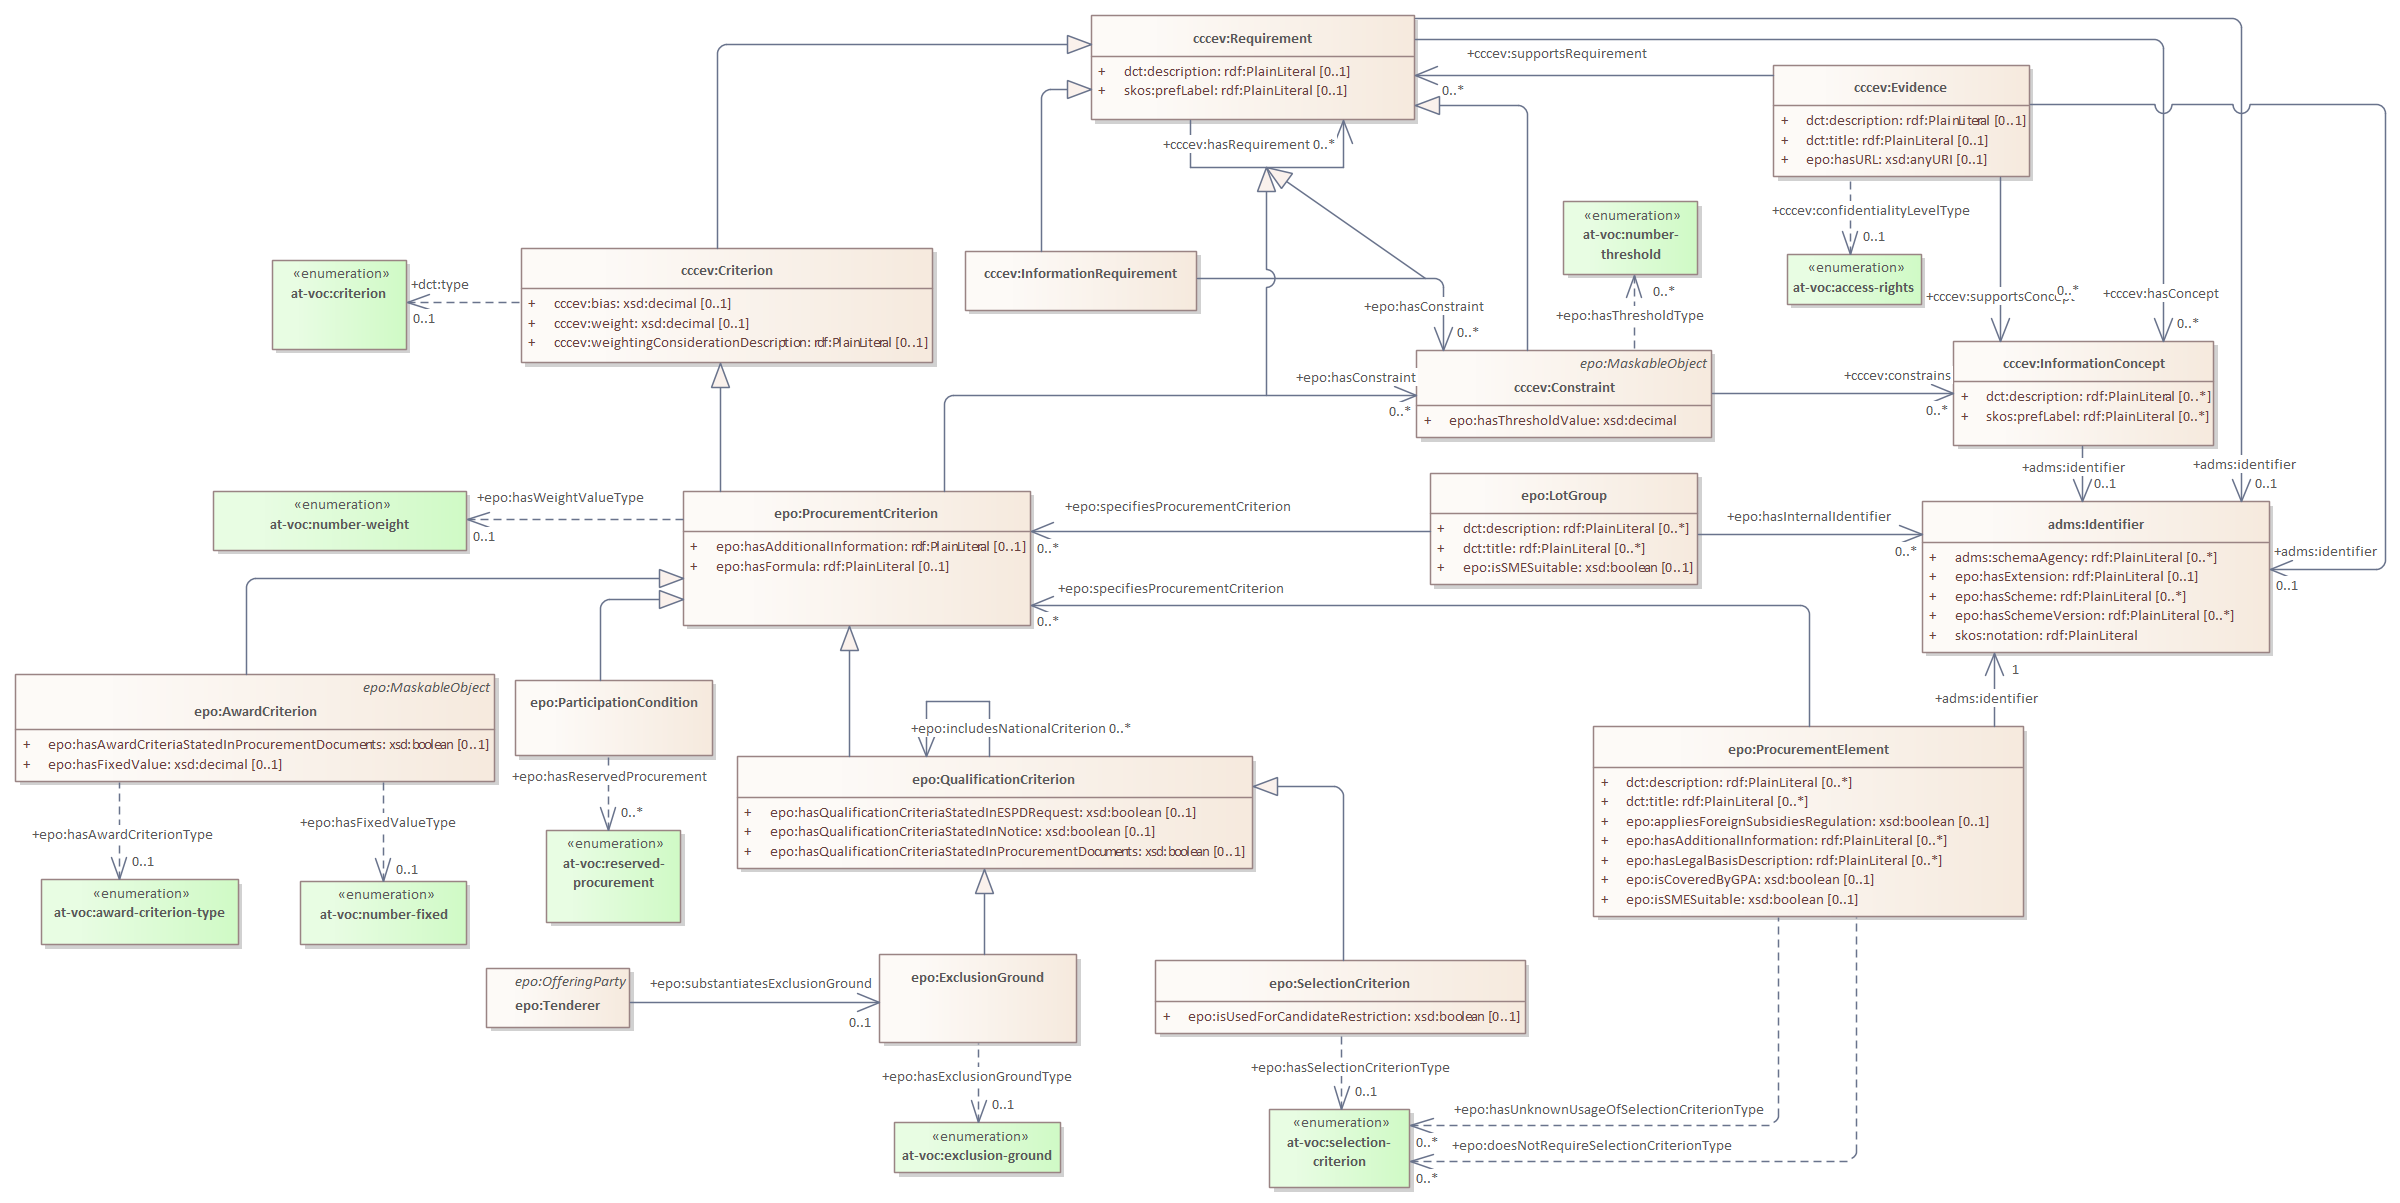 cccev:Requirement
+ dct:description: rdf:PlainLiteral [0..1]
+ skos:prefLabel: rdf:PlainLiteral [0..1]
+cccev:supportsRequirement
0..*
cccev:Evidence
+ dct:description: rdf:PlainLiteral [0..1]
+ dct:title: rdf:PlainLiteral [0..1]
+ epo:hasURL: xsd:anyURI [0..1]
+cccev:hasRequirement 0..*
«enumeration»
at-voc:number-
threshold
+cccev:confidentialityLevelType
0..1
«enumeration»
at-voc:access-rights
«enumeration»
at-voc:criterion
+dct:type
0..1
cccev:Criterion
+ cccev:bias: xsd:decimal [0..1]
+ cccev:weight: xsd:decimal [0..1]
+ cccev:weightingConsiderationDescription: rdf:PlainLiteral [0..1]
cccev:InformationRequirement
+epo:hasConstraint
0..*
0..*
+epo:hasThresholdType
+cccev:supportsConcept
0..*
+cccev:hasConcept
0..*
epo:MaskableObject
cccev:Constraint
+ epo:hasThresholdValue: xsd:decimal
+epo:hasConstraint
0..*
+cccev:constrains
0..*
cccev:InformationConcept
+ dct:description: rdf:PlainLiteral [0..*]
+ skos:prefLabel: rdf:PlainLiteral [0..*]
+adms:identifier
0..1
+adms:identifier
0..1
«enumeration»
at-voc:number-weight
+epo:hasWeightValueType
0..1
epo:ProcurementCriterion
+ epo:hasAdditionalInformation: rdf:PlainLiteral [0..1]
+ epo:hasFormula: rdf:PlainLiteral [0..1]
+epo:specifiesProcurementCriterion
0..*
epo:LotGroup
+ dct:description: rdf:PlainLiteral [0..*]
+ dct:title: rdf:PlainLiteral [0..*]
+ epo:isSMESuitable: xsd:boolean [0..1]
+epo:hasInternalIdentifier
0..*
adms:Identifier
+ adms:schemaAgency: rdf:PlainLiteral [0..*]
+ epo:hasExtension: rdf:PlainLiteral [0..1]
+ epo:hasScheme: rdf:PlainLiteral [0..*]
+ epo:hasSchemeVersion: rdf:PlainLiteral [0..*]
+ skos:notation: rdf:PlainLiteral
+adms:identifier
0..1
+epo:specifiesProcurementCriterion
0..*
1
+adms:identifier
epo:MaskableObject
epo:AwardCriterion
+ epo:hasAwardCriteriaStatedInProcurementDocuments: xsd:boolean [0..1]
+ epo:hasFixedValue: xsd:decimal [0..1]
epo:ParticipationCondition
+epo:includesNationalCriterion 0..*
+epo:hasReservedProcurement
0..*
epo:QualificationCriterion
+ epo:hasQualificationCriteriaStatedInESPDRequest: xsd:boolean [0..1]
+ epo:hasQualificationCriteriaStatedInNotice: xsd:boolean [0..1]
+ epo:hasQualificationCriteriaStatedInProcurementDocuments: xsd:boolean [0..1]
epo:ProcurementElement
+ dct:description: rdf:PlainLiteral [0..*]
+ dct:title: rdf:PlainLiteral [0..*]
+ epo:appliesForeignSubsidiesRegulation: xsd:boolean [0..1]
+ epo:hasAdditionalInformation: rdf:PlainLiteral [0..*]
+ epo:hasLegalBasisDescription: rdf:PlainLiteral [0..*]
+ epo:isCoveredByGPA: xsd:boolean [0..1]
+ epo:isSMESuitable: xsd:boolean [0..1]
+epo:hasAwardCriterionType
0..1
+epo:hasFixedValueType
0..1
«enumeration»
at-voc:award-criterion-type
«enumeration»
at-voc:number-fixed
«enumeration»
at-voc:reserved-
procurement
epo:OfferingParty
epo:Tenderer
+epo:substantiatesExclusionGround
0..1
epo:ExclusionGround
epo:SelectionCriterion
+ epo:isUsedForCandidateRestriction: xsd:boolean [0..1]
+epo:hasExclusionGroundType
0..1
«enumeration»
at-voc:exclusion-ground
+epo:hasSelectionCriterionType
0..1
«enumeration»
at-voc:selection-
criterion
+epo:hasUnknownUsageOfSelectionCriterionType
0..*
+epo:doesNotRequireSelectionCriterionType
0..*